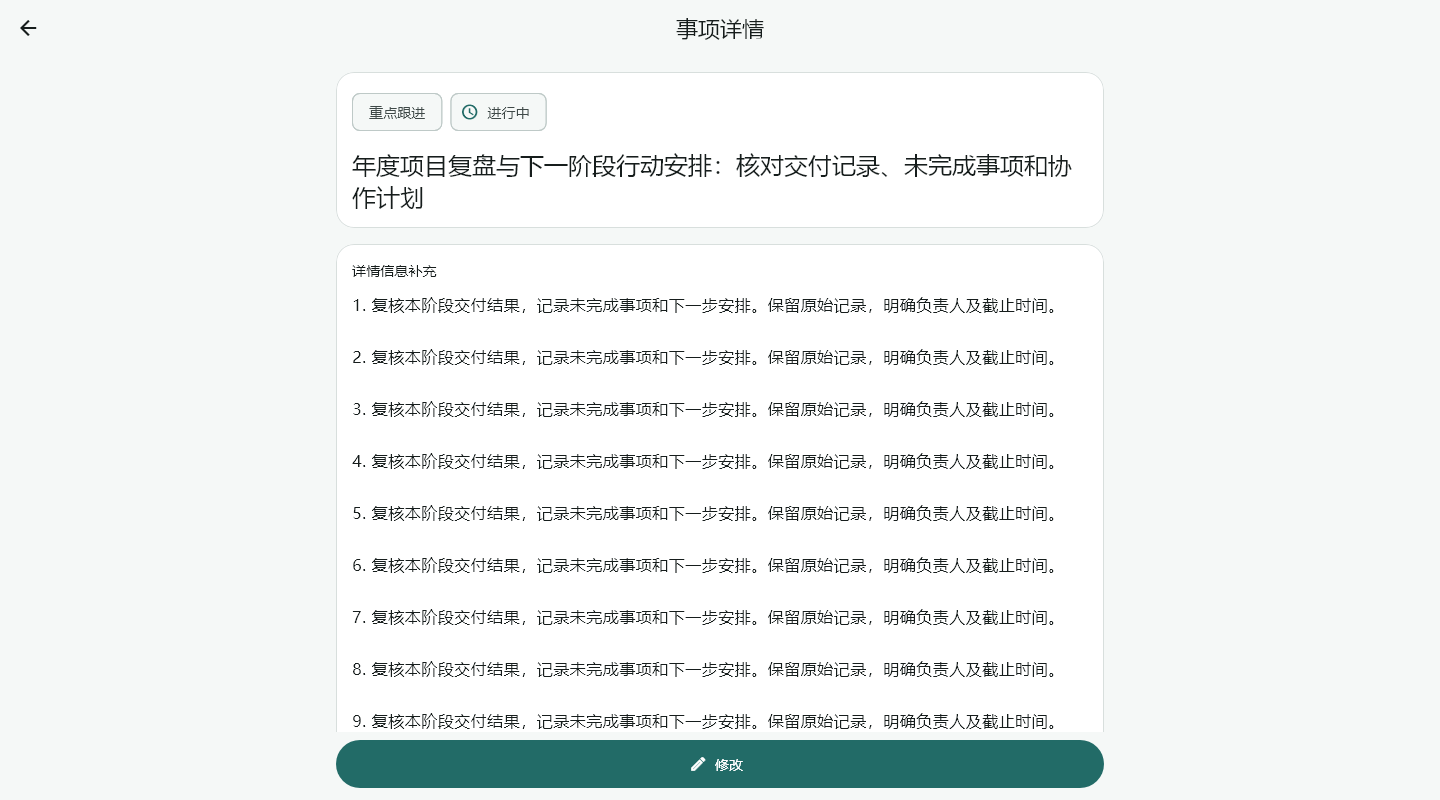 事项详情
重点跟进
进行中
年度项目复盘与下一阶段行动安排：核对交付记录、未完成事项和协
作计划
详情信息补充
1. 复核本阶段交付结果，记录未完成事项和下一步安排。保留原始记录，明确负责人及截止时间。
2. 复核本阶段交付结果，记录未完成事项和下一步安排。保留原始记录，明确负责人及截止时间。
3. 复核本阶段交付结果，记录未完成事项和下一步安排。保留原始记录，明确负责人及截止时间。
4. 复核本阶段交付结果，记录未完成事项和下一步安排。保留原始记录，明确负责人及截止时间。
5. 复核本阶段交付结果，记录未完成事项和下一步安排。保留原始记录，明确负责人及截止时间。
6. 复核本阶段交付结果，记录未完成事项和下一步安排。保留原始记录，明确负责人及截止时间。
7. 复核本阶段交付结果，记录未完成事项和下一步安排。保留原始记录，明确负责人及截止时间。
8. 复核本阶段交付结果，记录未完成事项和下一步安排。保留原始记录，明确负责人及截止时间。
9. 复核本阶段交付结果，记录未完成事项和下一步安排。保留原始记录，明确负责人及截止时间。
修改